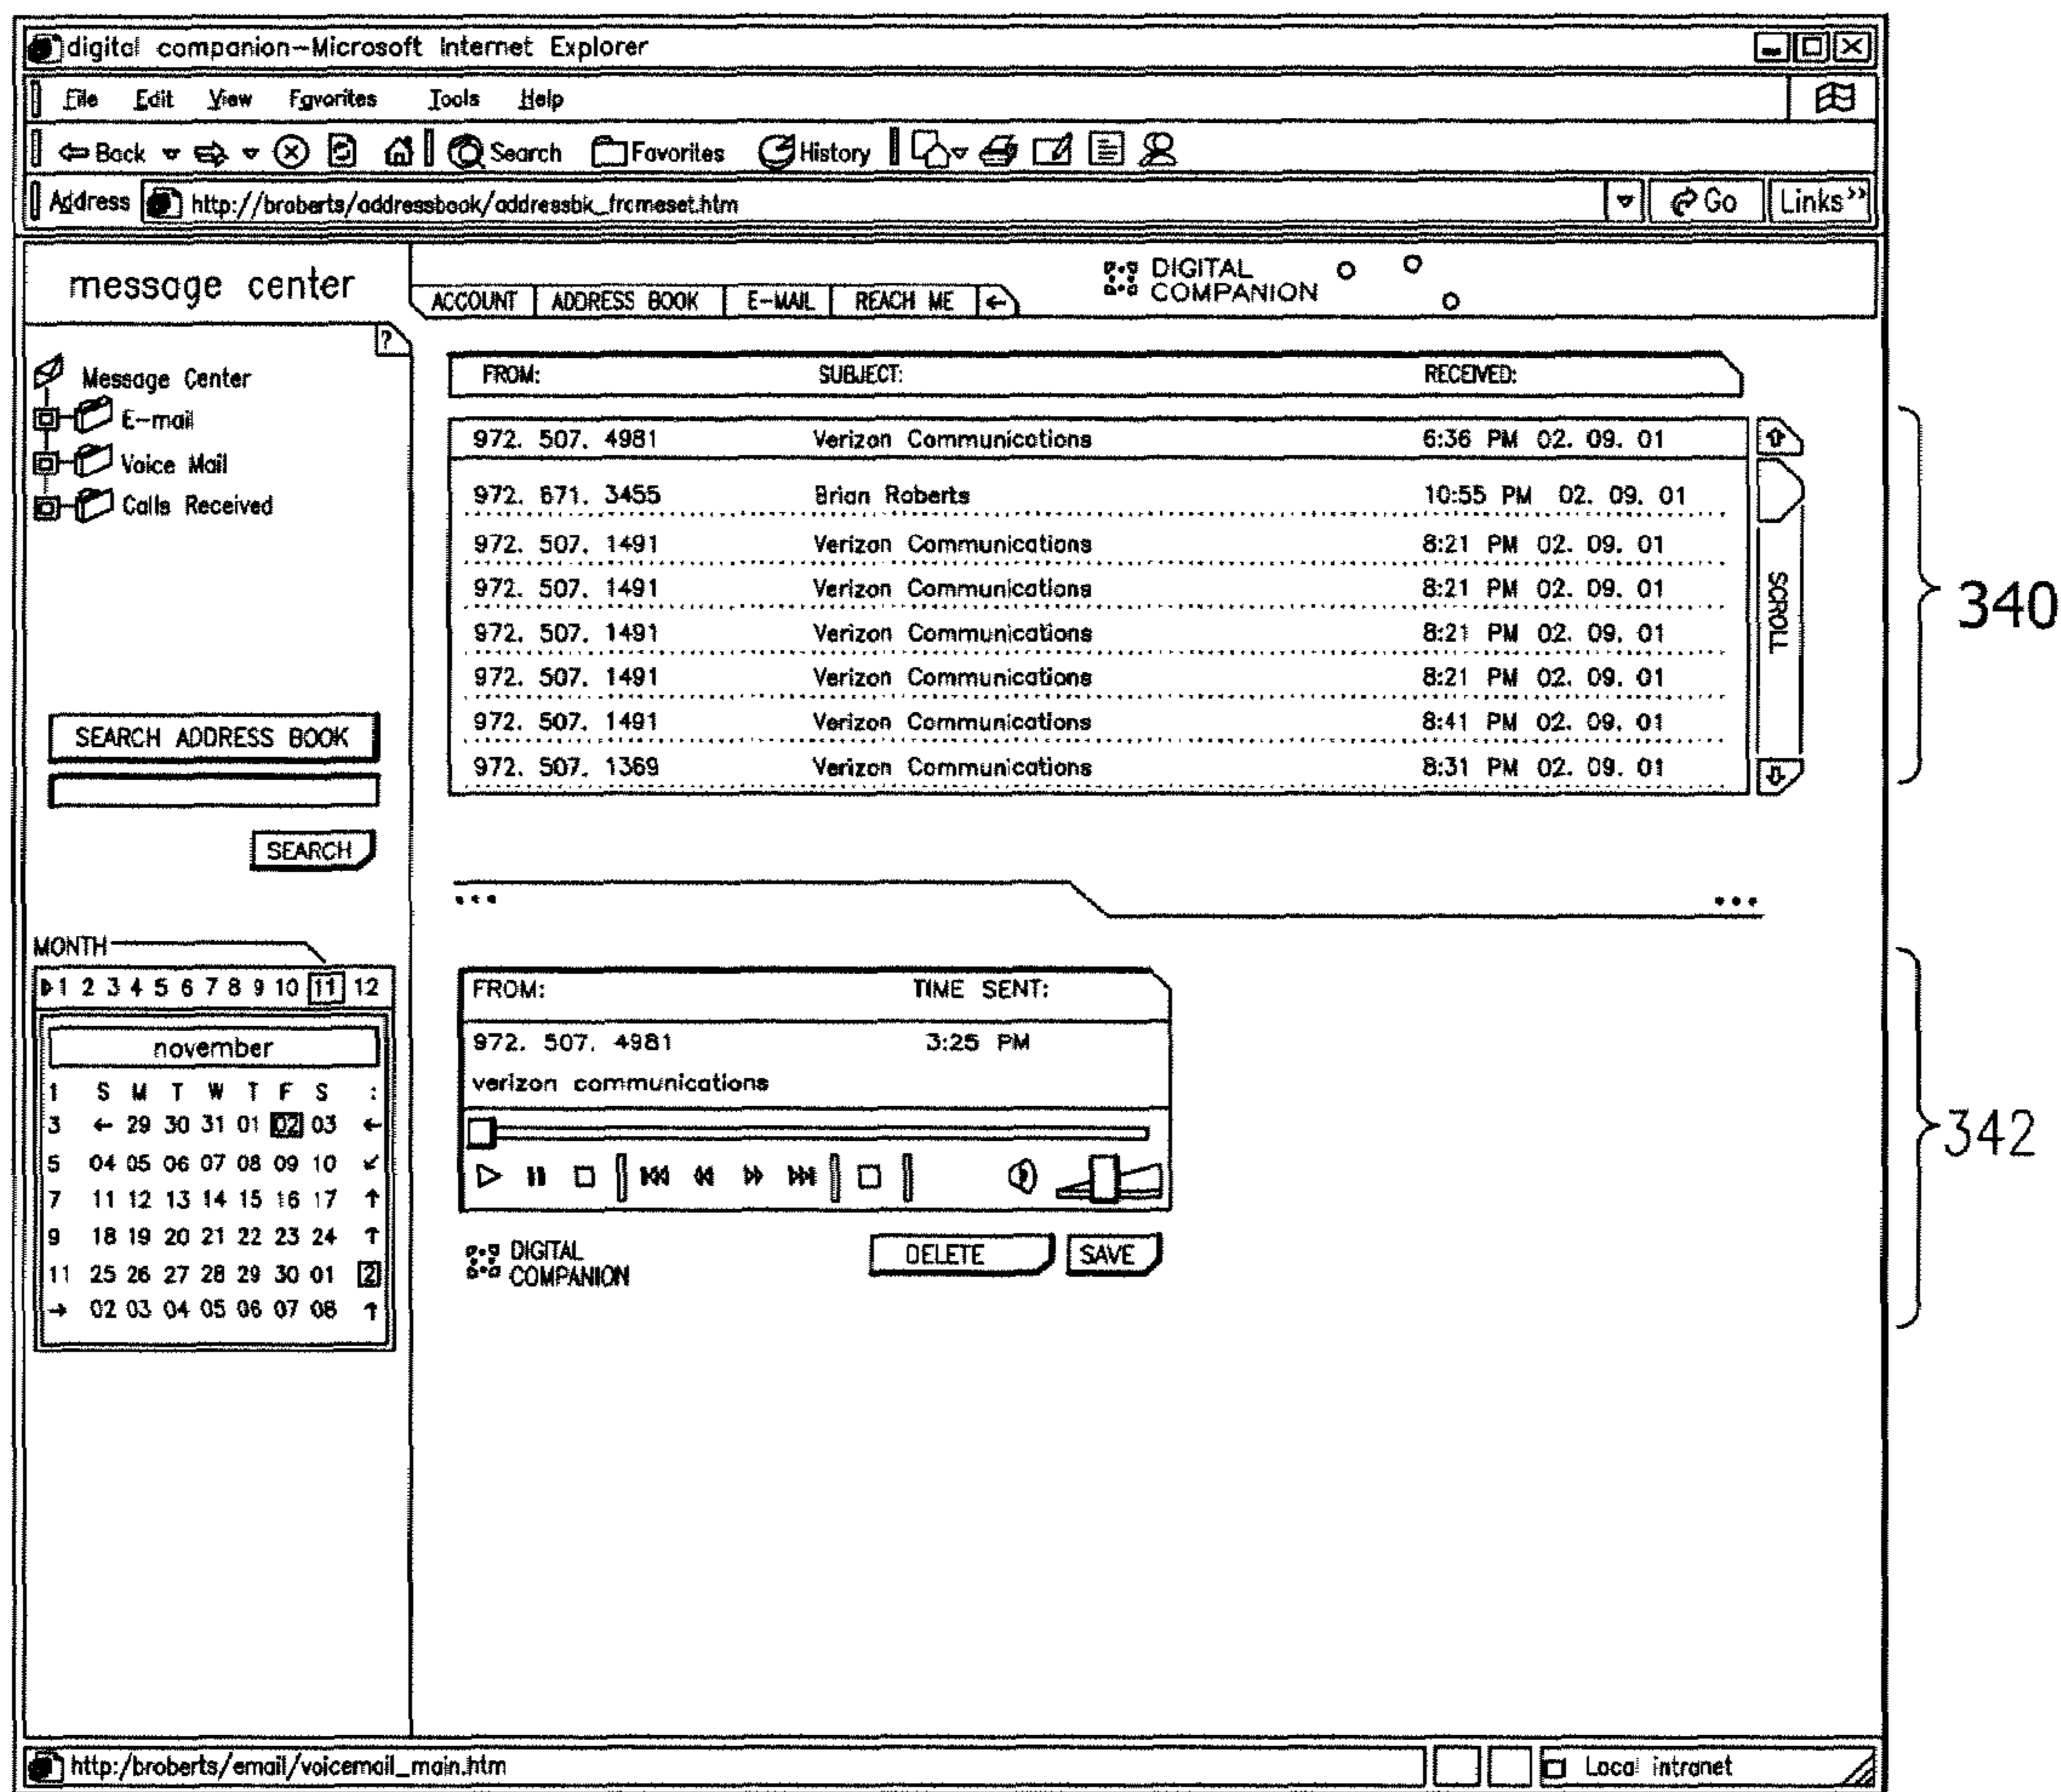 digital companion-Microsoft Internet Explorer
File Edit View Favorites Tools Help
Back Search Favorites History
Address http://broberts/addressbook/addressbk_frameset.htm Go Links>>
message center
ACCOUNT ADDRESS BOOK E-MAIL REACH ME
DIGITAL
COMPANION
?
Message Center
E-mail
Voice Mail
Calls Received
SEARCH ADDRESS BOOK
SEARCH
FROM: SUBJECT: RECEIVED:
972. 507. 4981 Verizon Communications 6:36 PM 02. 09. 01
972. 671. 3455 Brian Roberts 10:55 PM 02. 09. 01
972. 507. 1491 Verizon Communications 8:21 PM 02. 09. 01
972. 507. 1491 Verizon Communications 8:21 PM 02. 09. 01
972. 507. 1491 Verizon Communications 8:21 PM 02. 09. 01
972. 507. 1491 Verizon Communications 8:21 PM 02. 09. 01
972. 507. 1491 Verizon Communications 8:41 PM 02. 09. 01
972. 507. 1369 Verizon Communications 8:31 PM 02. 09. 01
SCROLL
340
MONTH
1 2 3 4 5 6 7 8 9 10 11 12
november
1 S M T W T F S :
3 ← 29 30 31 01 02 03 ←
5 04 05 06 07 08 09 10 ↙
7 11 12 13 14 15 16 17 ↑
9 18 19 20 21 22 23 24 ↑
11 25 26 27 28 29 30 01 2
→ 02 03 04 05 06 07 08 ↑
FROM: TIME SENT:
972. 507. 4981 3:25 PM
verizon communications
DIGITAL
COMPANION
DELETE SAVE
342
http:/broberts/email/voicemail_main.htm Local intranet